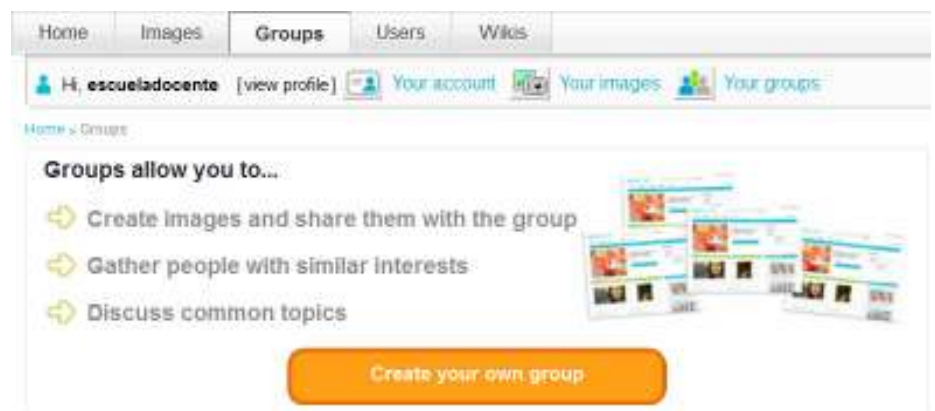 Home Images Groups Users Wikis
Hi, escueladocente [view profile] Your account Your images Your groups
Home » Groups
Groups allow you to...
Create images and share them with the group
Gather people with similar interests
Discuss common topics
Create your own group